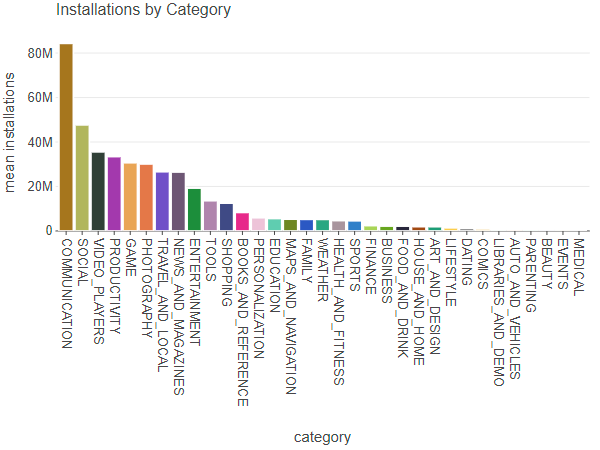 Installations by Category
mean installations
80M
60M
40M
20M
0
COMMUNICATION
SOCIAL
VIDEO_PLAYERS
PRODUCTIVITY
GAME
PHOTOGRAPHY
TRAVEL_AND_LOCAL
NEWS_AND_MAGAZINES
ENTERTAINMENT
TOOLS
SHOPPING
BOOKS_AND_REFERENCE
PERSONALIZATION
EDUCATION
MAPS_AND_NAVIGATION
FAMILY
WEATHER
HEALTH_AND_FITNESS
SPORTS
FINANCE
BUSINESS
FOOD_AND_DRINK
HOUSE_AND_HOME
ART_AND_DESIGN
LIFESTYLE
DATING
COMICS
LIBRARIES_AND_DEMO
AUTO_AND_VEHICLES
PARENTING
BEAUTY
EVENTS
MEDICAL
category